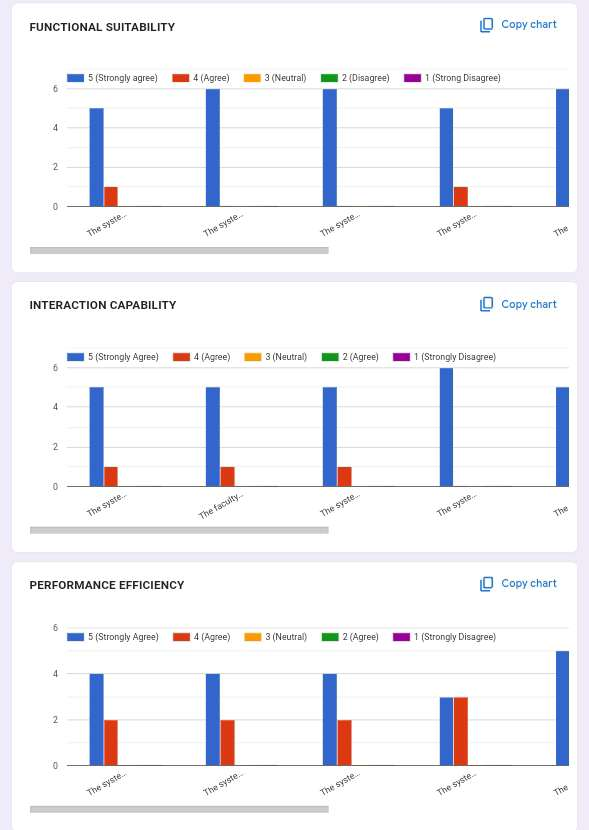 FUNCTIONAL SUITABILITY
Copy chart
5 (Strongly agree) 4 (Agree) 3 (Neutral) 2 (Disagree) 1 (Strong Disagree)
6
4
2
0
The syste... The syste... The syste... The syste... The
INTERACTION CAPABILITY
Copy chart
5 (Strongly Agree) 4 (Agree) 3 (Neutral) 2 (Agree) 1 (Strongly Disagree)
6
4
2
0
The syste... The faculty... The syste... The syste... The
PERFORMANCE EFFICIENCY
Copy chart
6
5 (Strongly Agree) 4 (Agree) 3 (Neutral) 2 (Agree) 1 (Strongly Disagree)
4
2
0
The syste... The syste... The syste... The syste... The